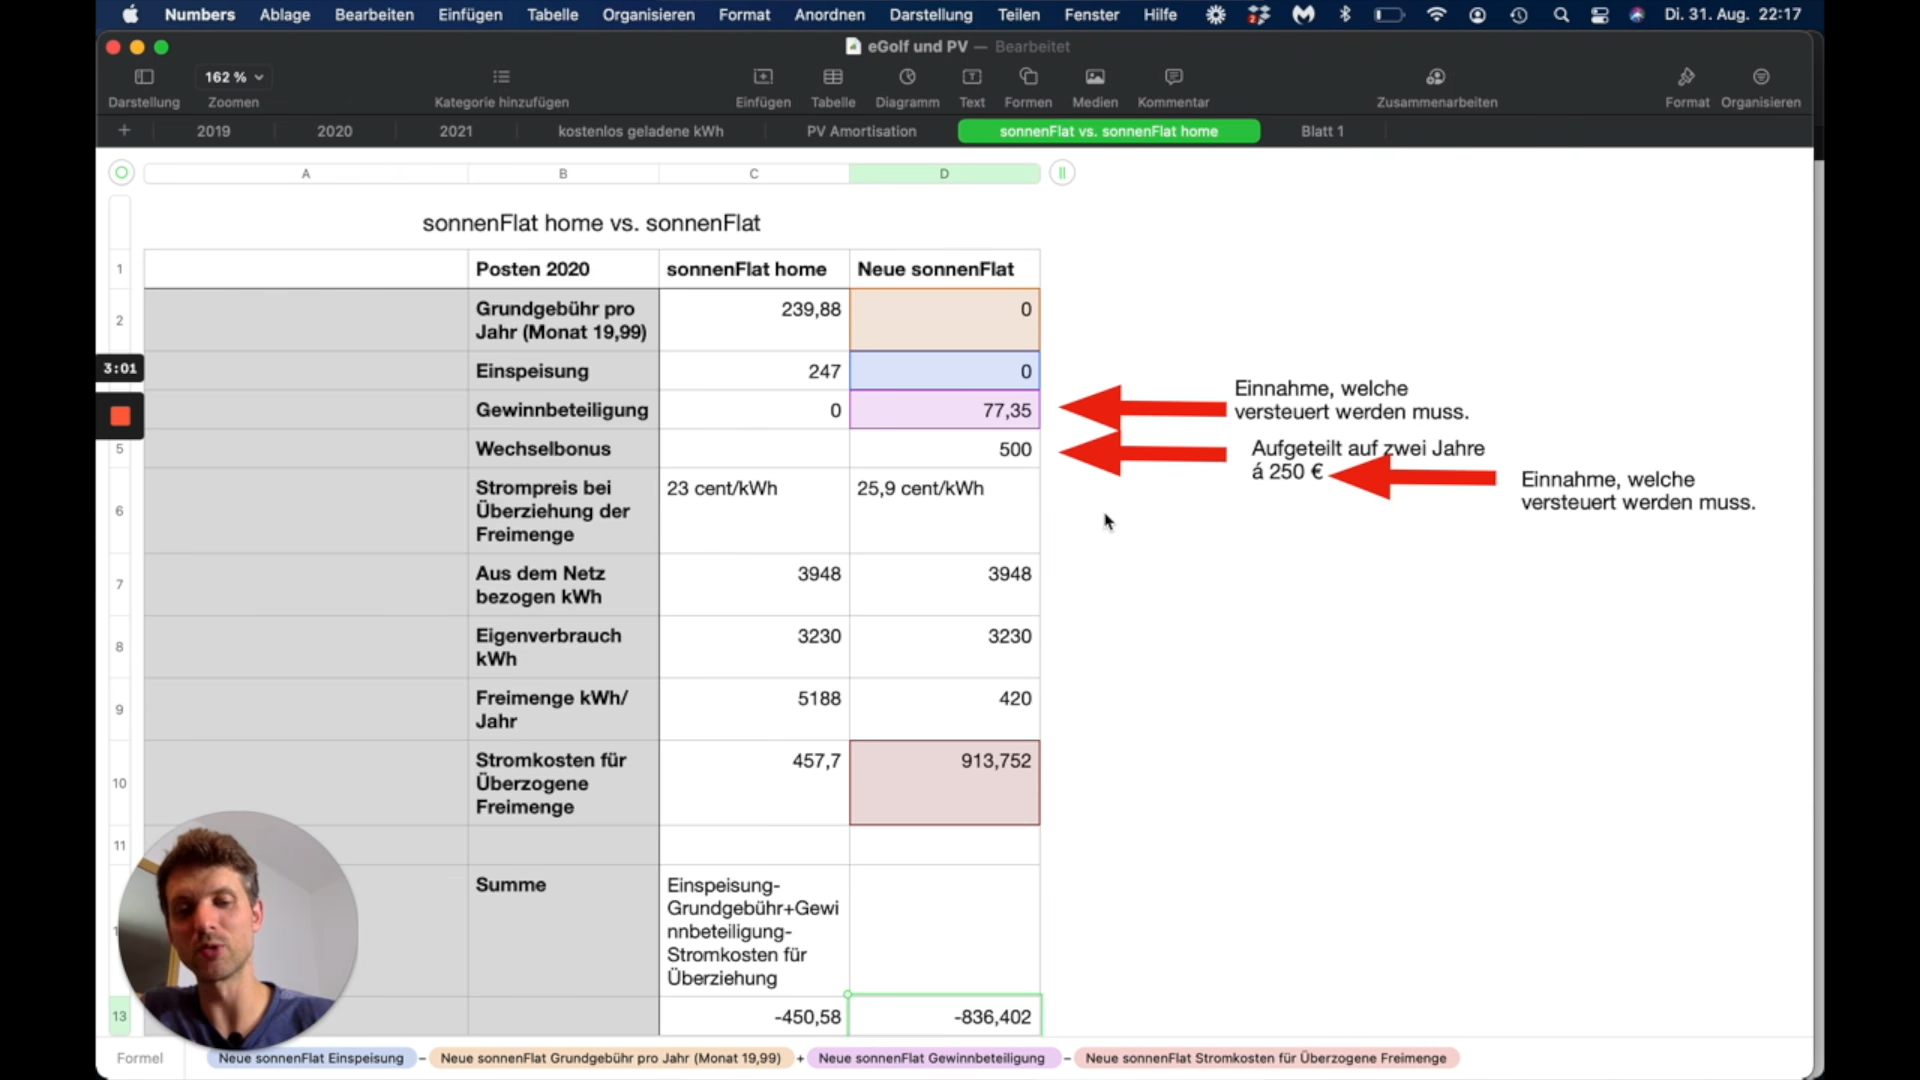 Numbers Ablage Bearbeiten Einfügen Tabelle Organisieren Format Anordnen Darstellung Teilen Fenster Hilfe Di. 31. Aug. 22:17
eGolf und PV — Bearbeitet
162 %
Darstellung Zoomen Kategorie hinzufügen Einfügen Tabelle Diagramm Text Formen Medien Kommentar Zusammenarbeiten Format Organisieren
+ 2019 2020 2021 kostenlos geladene kWh PV Amortisation sonnenFlat vs. sonnenFlat home Blatt 1
A B C D
sonnenFlat home vs. sonnenFlat
1 Posten 2020 sonnenFlat home Neue sonnenFlat
2 Grundgebühr pro Jahr (Monat 19,99) 239,88 0
3:01
Einspeisung 247 0
Gewinnbeteiligung 0 77,35
Einnahme, welche
versteuert werden muss.
5 Wechselbonus 500
Aufgeteilt auf zwei Jahre
á 250 €
Einnahme, welche
versteuert werden muss.
6 Strompreis bei Überziehung der Freimenge 23 cent/kWh 25,9 cent/kWh
7 Aus dem Netz bezogen kWh 3948 3948
8 Eigenverbrauch kWh 3230 3230
9 Freimenge kWh/ Jahr 5188 420
10 Stromkosten für Überzogene Freimenge 457,7 913,752
11
Summe
Einspeisung-
Grundgebühr+Gewi
nnbeteiligung-
Stromkosten für
Überziehung
13 -450,58 -836,402
Formel Neue sonnenFlat Einspeisung − Neue sonnenFlat Grundgebühr pro Jahr (Monat 19,99) + Neue sonnenFlat Gewinnbeteiligung − Neue sonnenFlat Stromkosten für Überzogene Freimenge